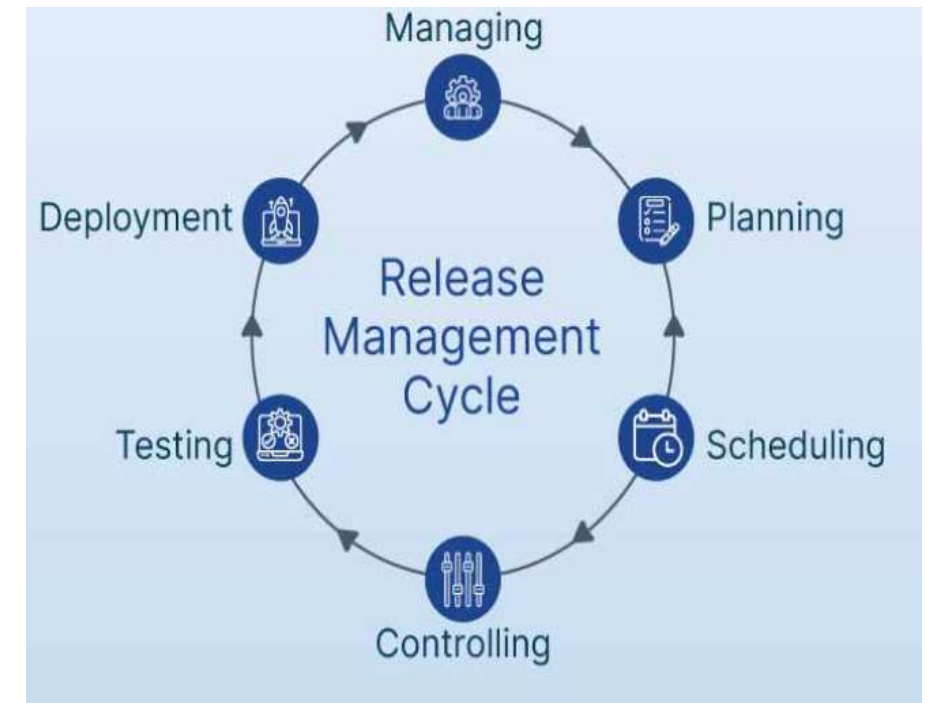 Managing
Deployment
Planning
Release
Management
Cycle
Testing
Scheduling
Controlling